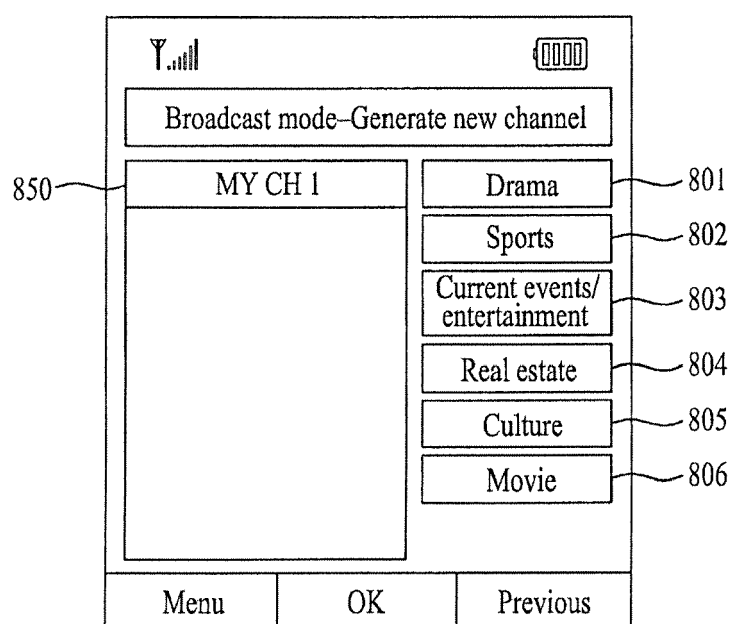 Broadcast mode–Generate new channel
850
MY CH 1
Drama
801
Sports
802
Current events/
entertainment
803
Real estate
804
Culture
805
Movie
806
Menu
OK
Previous